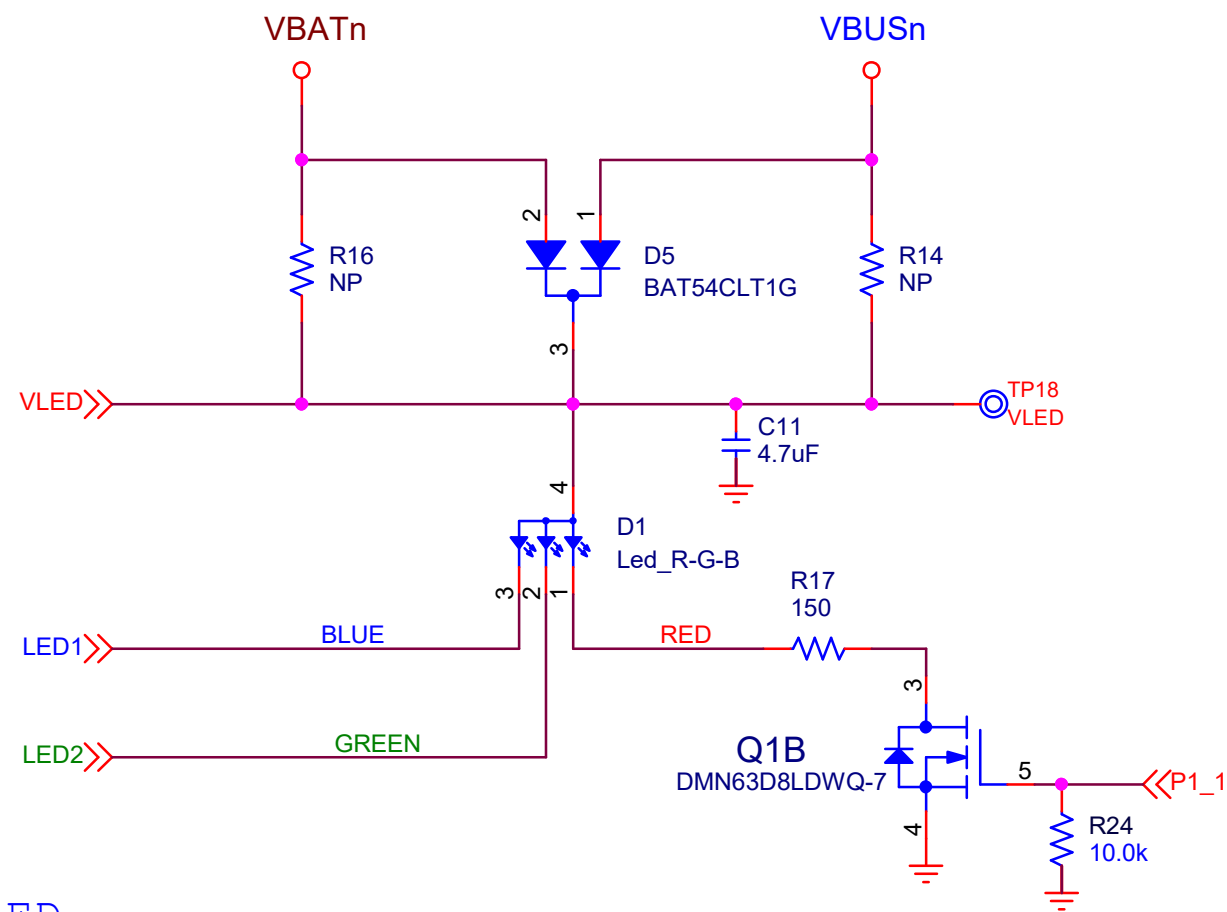 VBATn
VBUSn
2
1
R16
NP
D5
BAT54CLT1G
R14
NP
3
VLED
TP18
VLED
C11
4.7uF
4
D1
Led_R-G-B
3
2
1
R17
150
LED1
BLUE
RED
3
LED2
GREEN
Q1B
DMN63D8LDWQ-7
5
P1_1
4
R24
10.0k